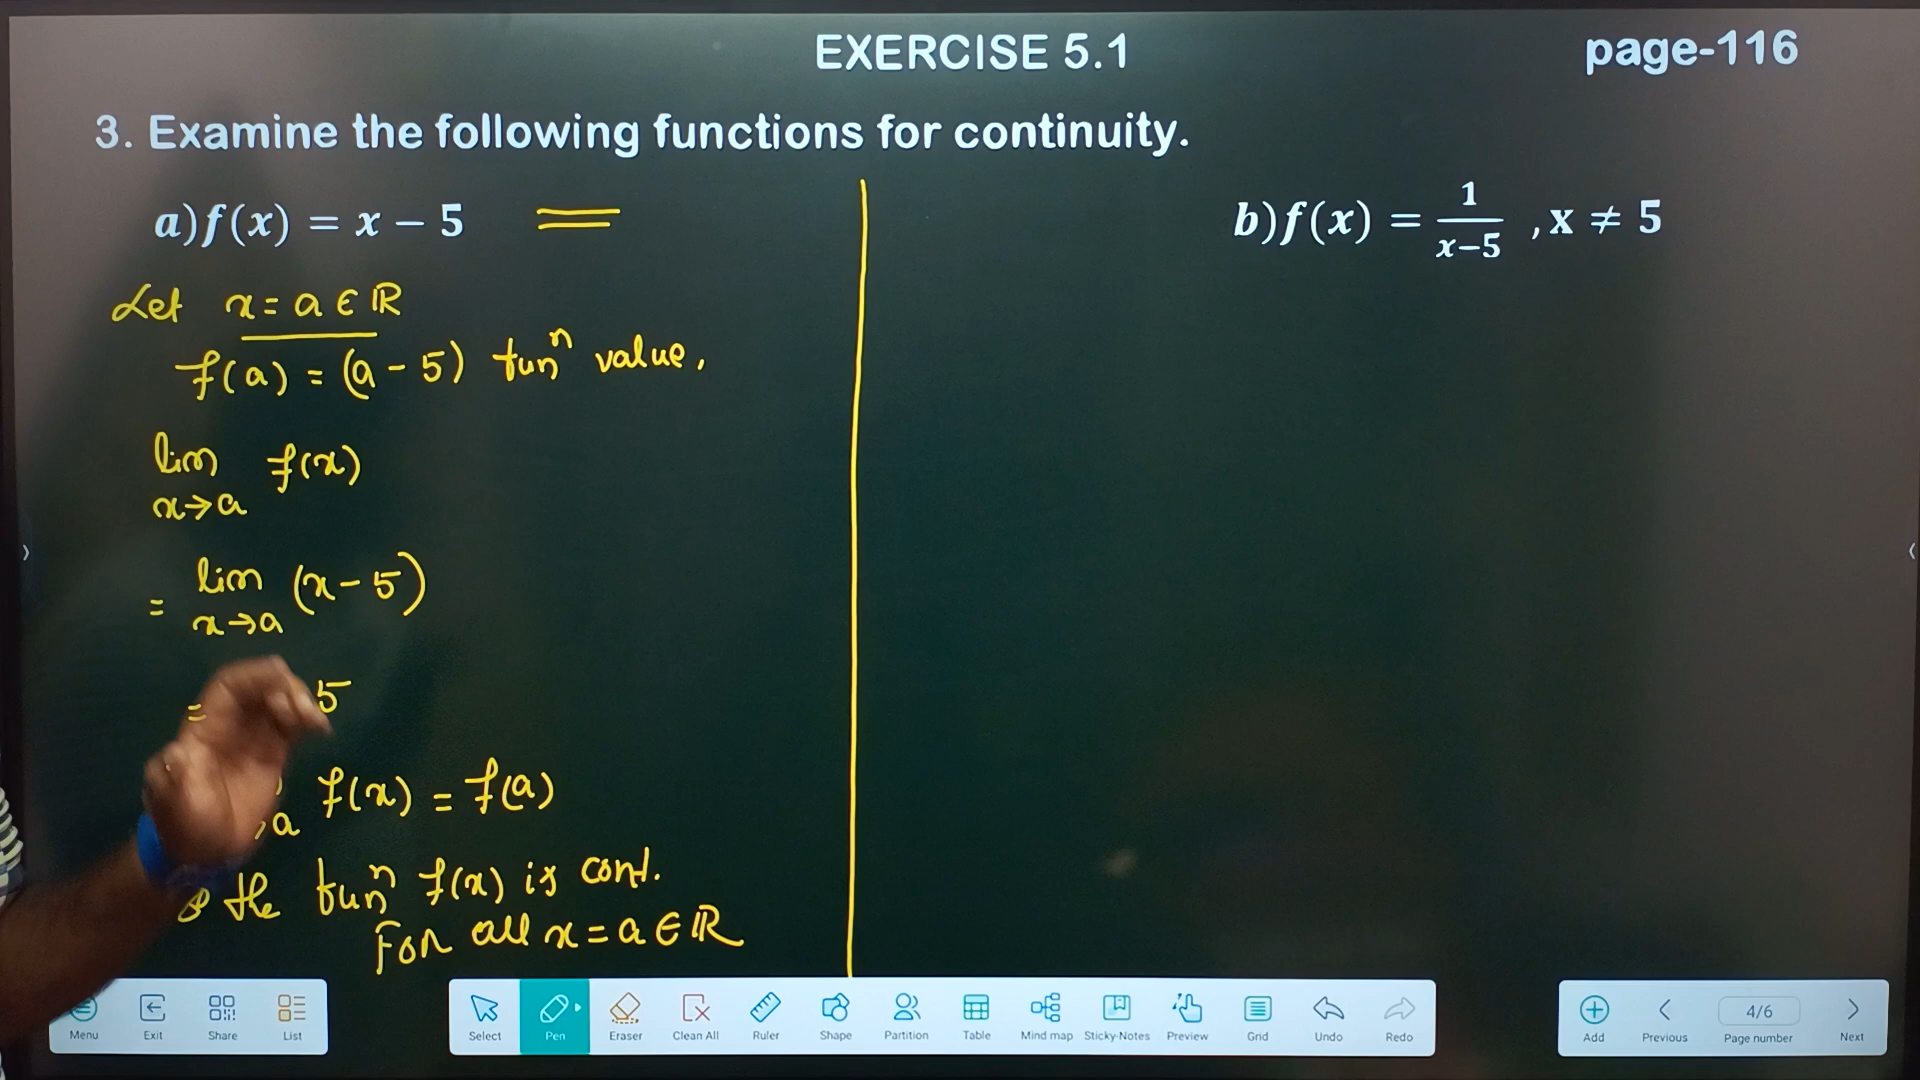 EXERCISE 5.1
page-116
3. Examine the following functions for continuity.
a)f(x) = x − 5
b)f(x) = 1/(x−5) ,x ≠ 5
Let x = a ∈ ℝ
f(a) = (a - 5) funⁿ value.
lim f(x)
x→a
= lim (x - 5)
x→a
= 5
a f(x) = f(a)
the funⁿ f(x) is cont.
For all x = a ∈ ℝ
Menu
Exit
Share
List
Select
Pen
Eraser
Clean All
Ruler
Shape
Partition
Table
Mind map
Sticky-Notes
Preview
Grid
Undo
Redo
Add
Previous
4/6
Page number
Next